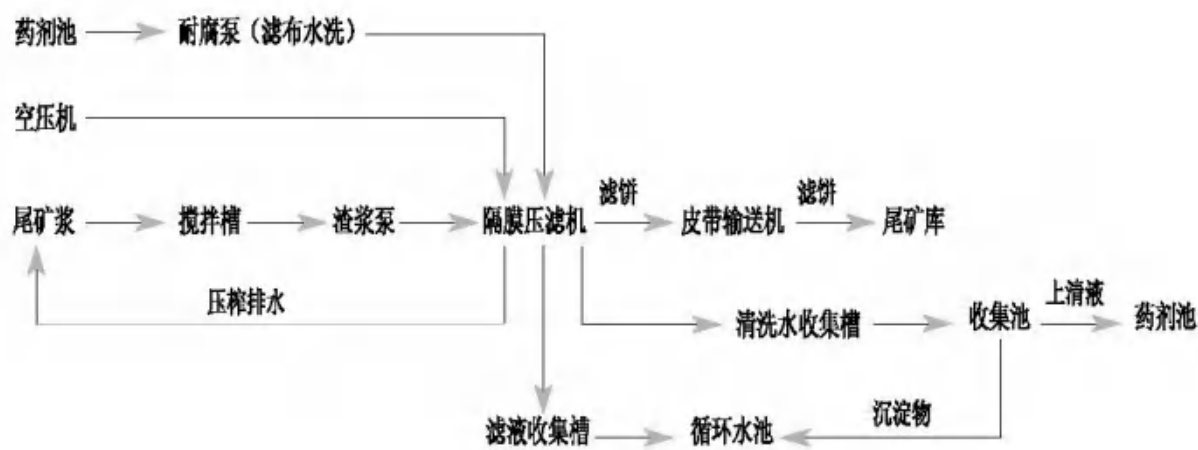 药剂池 耐腐泵（滤布水洗）
空压机
滤饼 滤饼
尾矿浆 搅拌槽 渣浆泵 隔膜压滤机 皮带输送机 尾矿库
压榨排水 上清液
清洗水收集槽 收集池 药剂池
沉淀物
滤液收集槽 循环水池